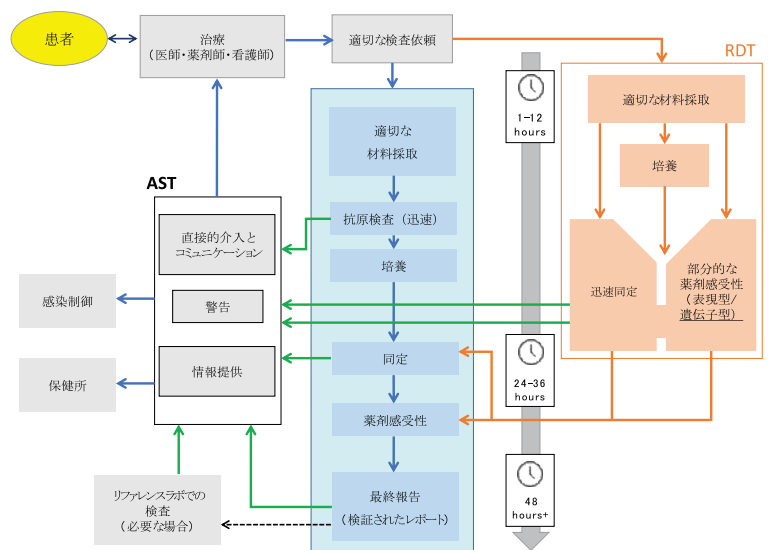 患者
治療
（医師・薬剤師・看護師）
適切な検査依頼
RDT
適切な材料採取
培養
迅速同定
部分的な
薬剤感受性
（表現型/
遺伝子型）
1−12
hours
24−36
hours
48
hours+
適切な
材料採取
抗原検査（迅速）
培養
同定
薬剤感受性
最終報告
（検証されたレポート）
AST
直接的介入と
コミュニケーション
警告
情報提供
感染制御
保健所
リファレンスラボでの
検査
（必要な場合）